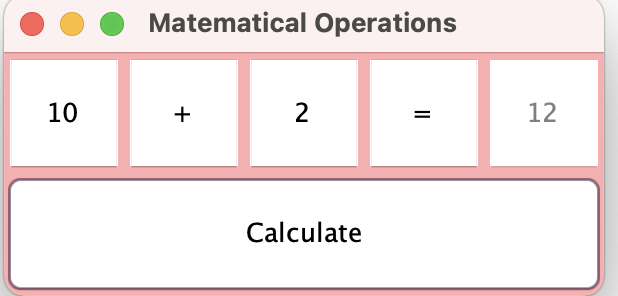 Matematical Operations
10 + 2 = 12
Calculate